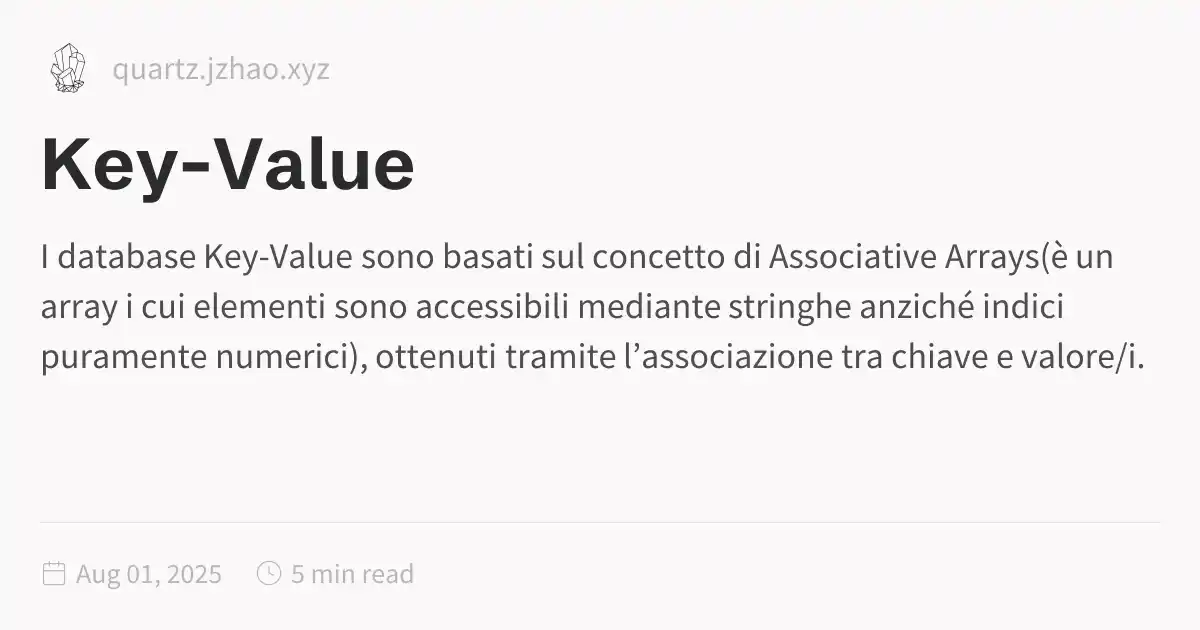 quartz.jzhao.xyz
Key-Value
I database Key-Value sono basati sul concetto di Associative Arrays(è un
array i cui elementi sono accessibili mediante stringhe anziché indici
puramente numerici), ottenuti tramite l’associazione tra chiave e valore/i.
Aug 01, 2025 5 min read